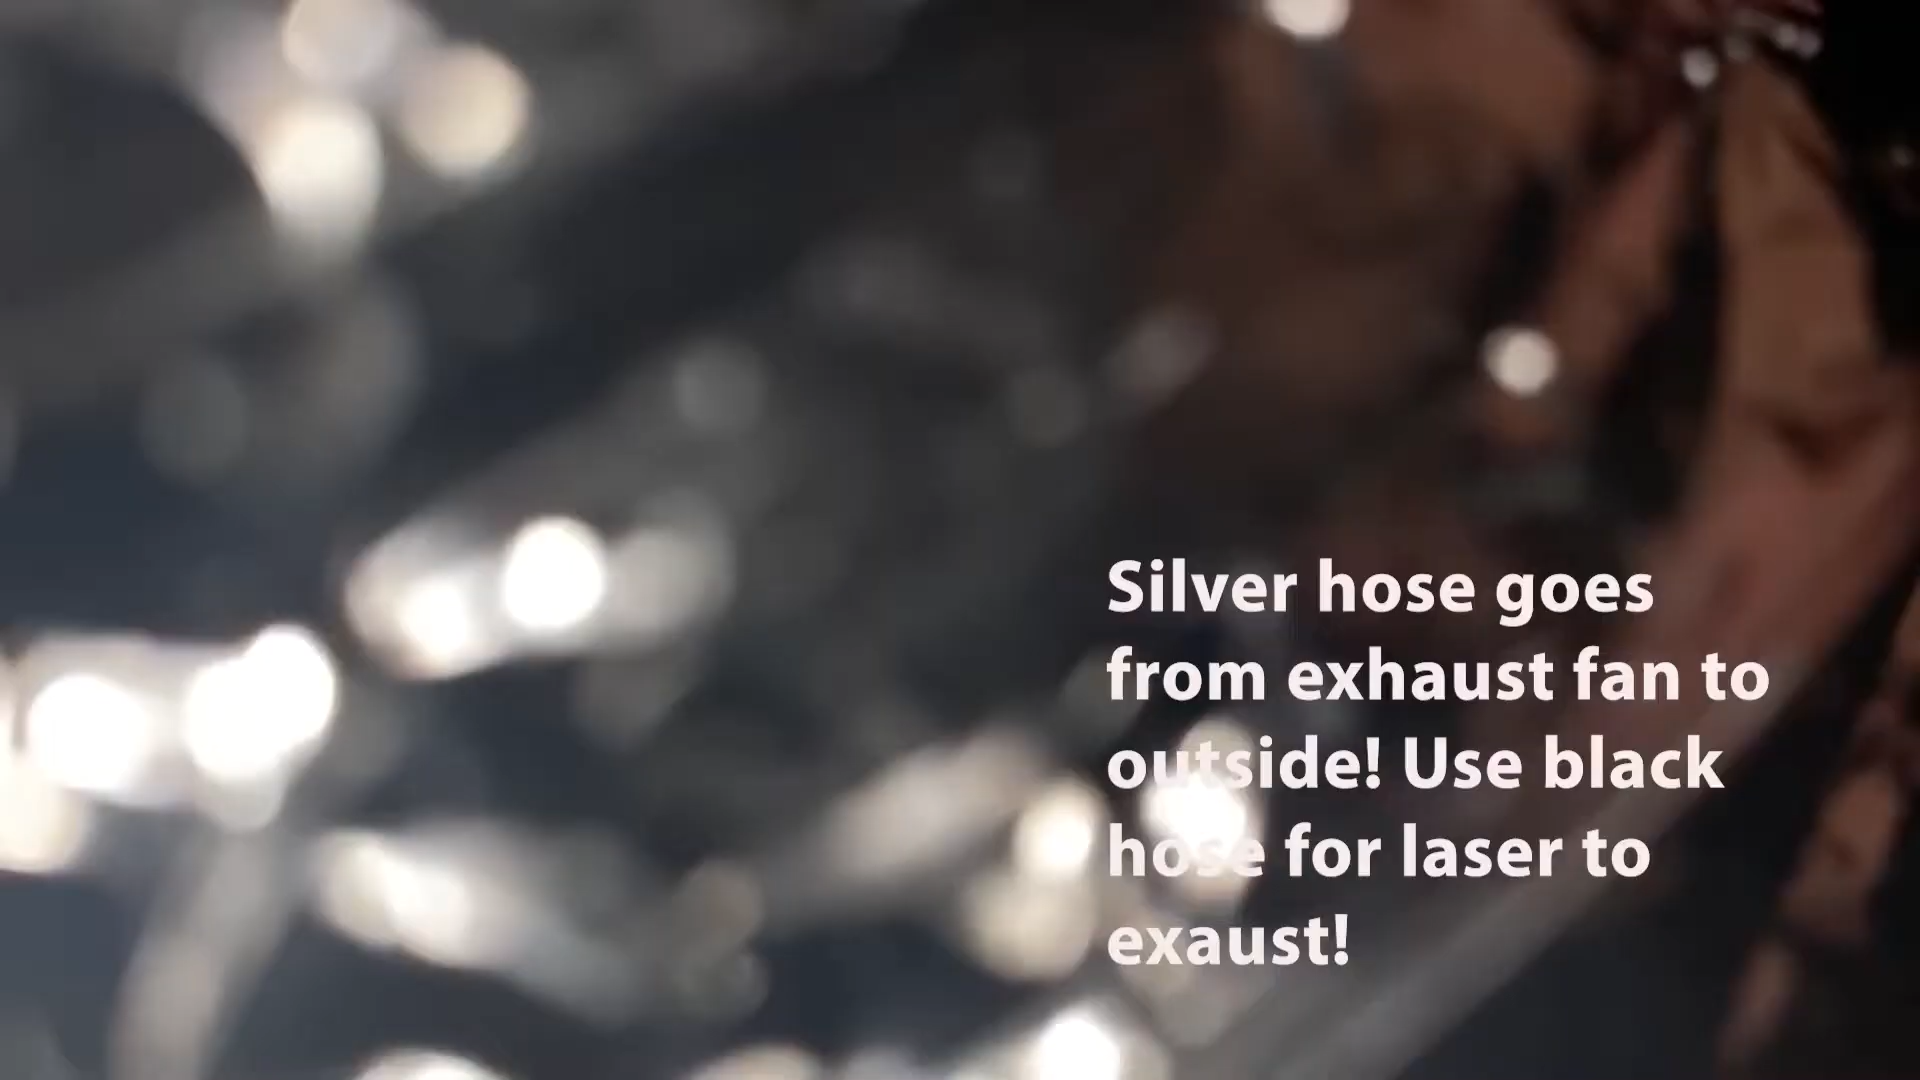 Silver hose goes
from exhaust fan to
outside! Use black
hose for laser to
exaust!